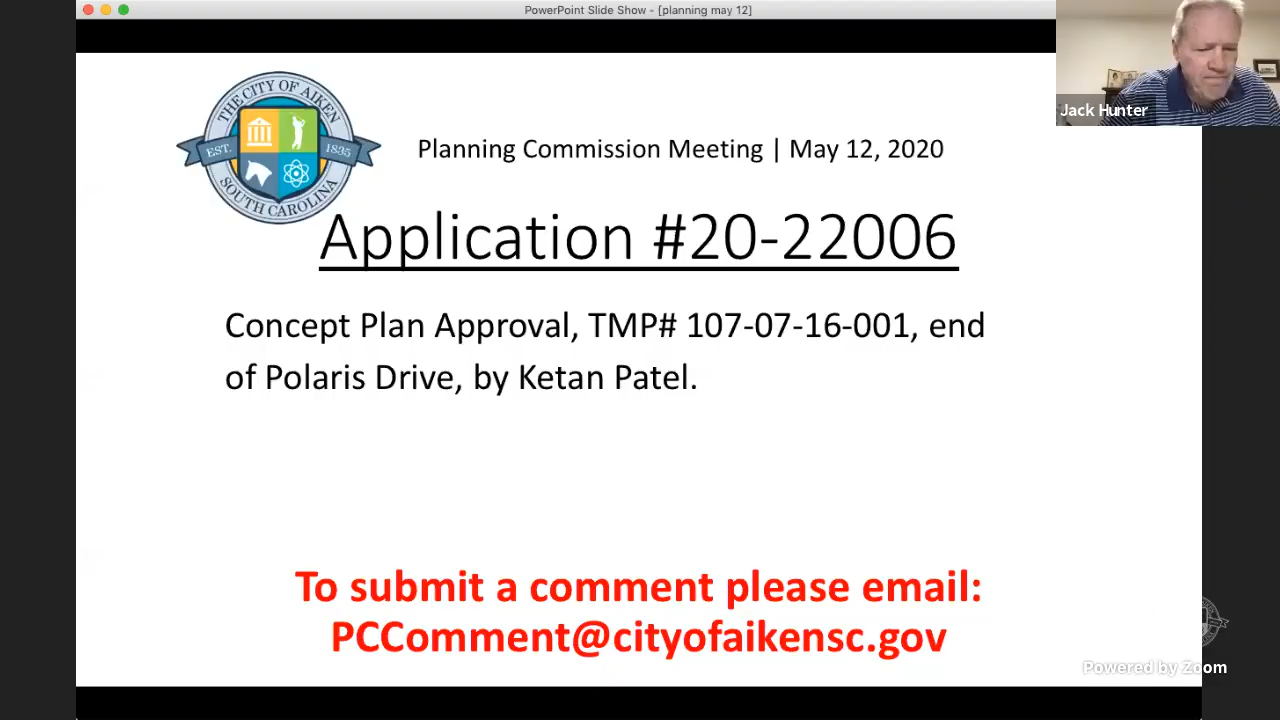 PowerPoint Slide Show - [planning may 12]
Jack Hunter
THE CITY OF AIKEN
EST. 1835
SOUTH CAROLINA
Planning Commission Meeting | May 12, 2020
Application #20-22006
Concept Plan Approval, TMP# 107-07-16-001, end
of Polaris Drive, by Ketan Patel.
To submit a comment please email:
PCComment@cityofaikensc.gov
Powered by Zoom